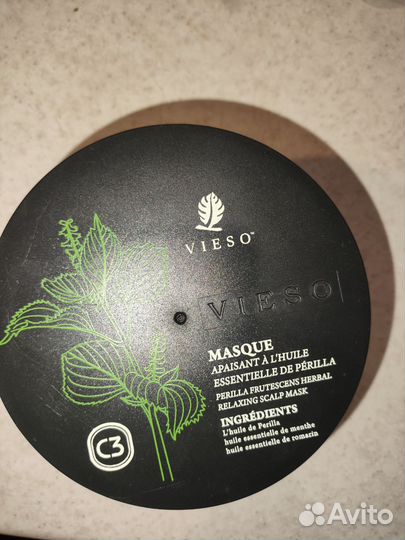 VIESO™
VIESO
MASQUE
APAISANT À L'HUILE
ESSENTIELLE DE PÉRILLA
PERILLA FRUTESCENS HERBAL
RELAXING SCALP MASK
INGRÉDIENTS
L'huile de Perilla
huile essentielle de menthe
huile essentielle de romarin
C3
Avito